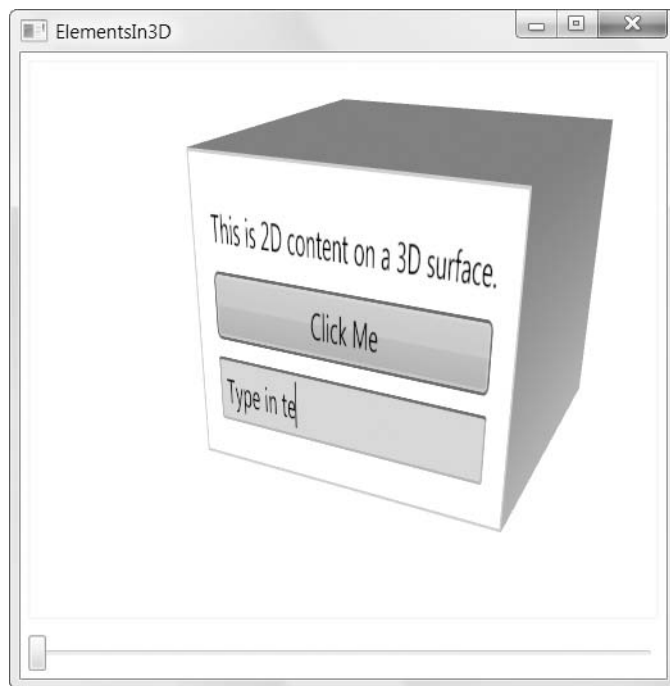 ElementsIn3D
This is 2D content on a 3D surface.
Click Me
Type in te